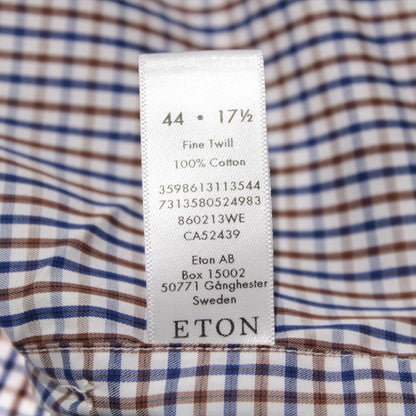 44 • 17½
Fine Twill
100% Cotton
3598613113544
7313580524983
860213WE
CA52439
Eton AB
Box 15002
50771 Gånghester
Sweden
ETON